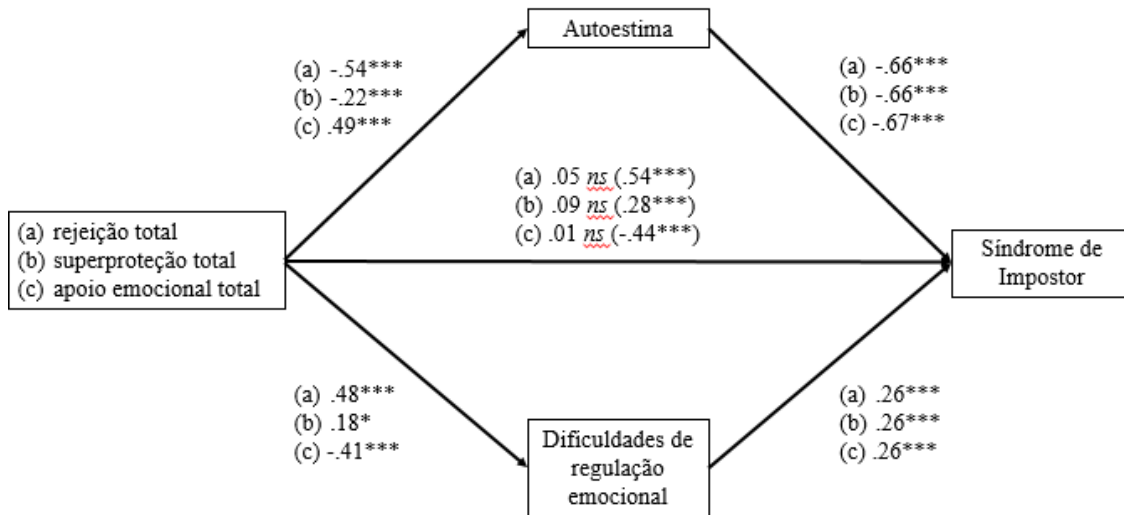 Autoestima
(a) -.54***
(b) -.22***
(c) .49***
(a) -.66***
(b) -.66***
(c) -.67***
(a) .05 ns (.54***)
(b) .09 ns (.28***)
(c) .01 ns (-.44***)
(a) rejeição total
(b) superproteção total
(c) apoio emocional total
Síndrome de
Impostor
(a) .48***
(b) .18*
(c) -.41***
(a) .26***
(b) .26***
(c) .26***
Dificuldades de
regulação
emocional